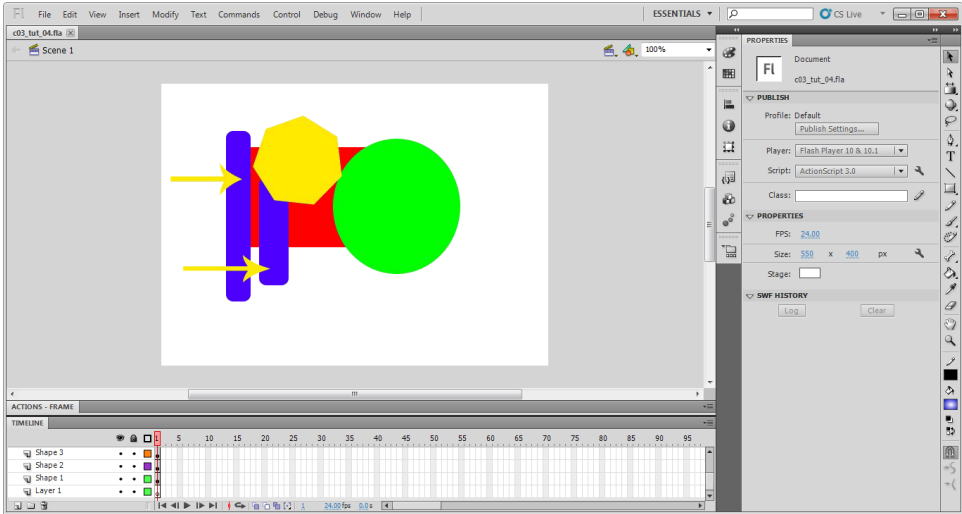 Fl File Edit View Insert Modify Text Commands Control Debug Window Help ESSENTIALS CS Live
c03_tut_04.fla
Scene 1 100%
PROPERTIES
Fl Document
c03_tut_04.fla
PUBLISH
Profile: Default
Publish Settings...
Player: Flash Player 10 & 10.1
Script: ActionScript 3.0
Class:
PROPERTIES
FPS: 24.00
Size: 550 x 400 px
Stage:
SWF HISTORY
Log Clear
ACTIONS - FRAME
TIMELINE
1 5 10 15 20 25 30 35 40 45 50 55 60 65 70 75 80 85 90 95
Shape 3
Shape 2
Shape 1
Layer 1
1 24.00 fps 0.0 s